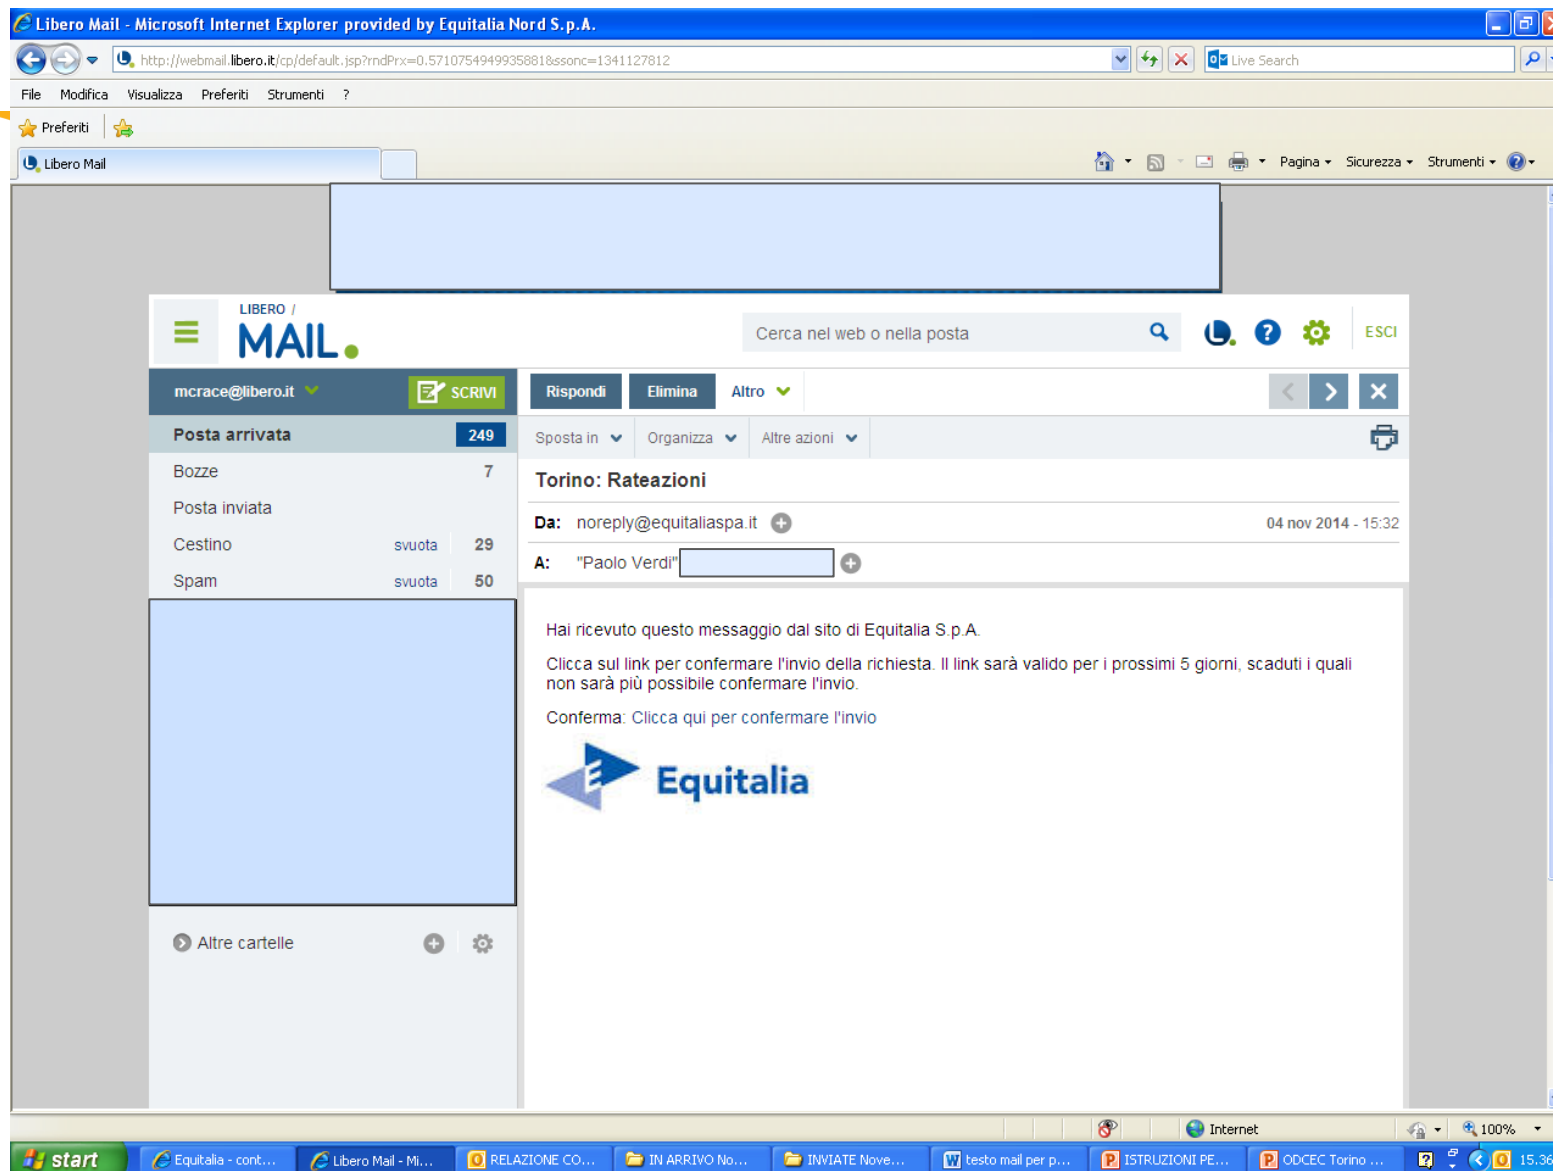 Libero Mail - Microsoft Internet Explorer provided by Equitalia Nord S.p.A.
http://webmail.libero.it/cp/default.jsp?rndPrx=0.5710754949935881&ssonc=1341127812
Live Search
File Modifica Visualizza Preferiti Strumenti ?
Preferiti
Libero Mail
Pagina Sicurezza Strumenti
LIBERO /
MAIL.
Cerca nel web o nella posta
ESCI
mcrace@libero.it
SCRIVI
Rispondi Elimina Altro
Posta arrivata 249
Sposta in Organizza Altre azioni
Bozze 7
Torino: Rateazioni
Posta inviata
Da: noreply@equitaliaspa.it
04 nov 2014 - 15:32
Cestino svuota 29
A: "Paolo Verdi"
Spam svuota 50
Hai ricevuto questo messaggio dal sito di Equitalia S.p.A.
Clicca sul link per confermare l'invio della richiesta. Il link sarà valido per i prossimi 5 giorni, scaduti i quali
non sarà più possibile confermare l'invio.
Conferma: Clicca qui per confermare l'invio
E Equitalia
Altre cartelle
Internet
100%
start
Equitalia - cont...
Libero Mail - Mi...
RELAZIONE CO...
IN ARRIVO No...
INVIATE Nove...
testo mail per p...
ISTRUZIONI PE...
ODCEC Torino ...
15.36